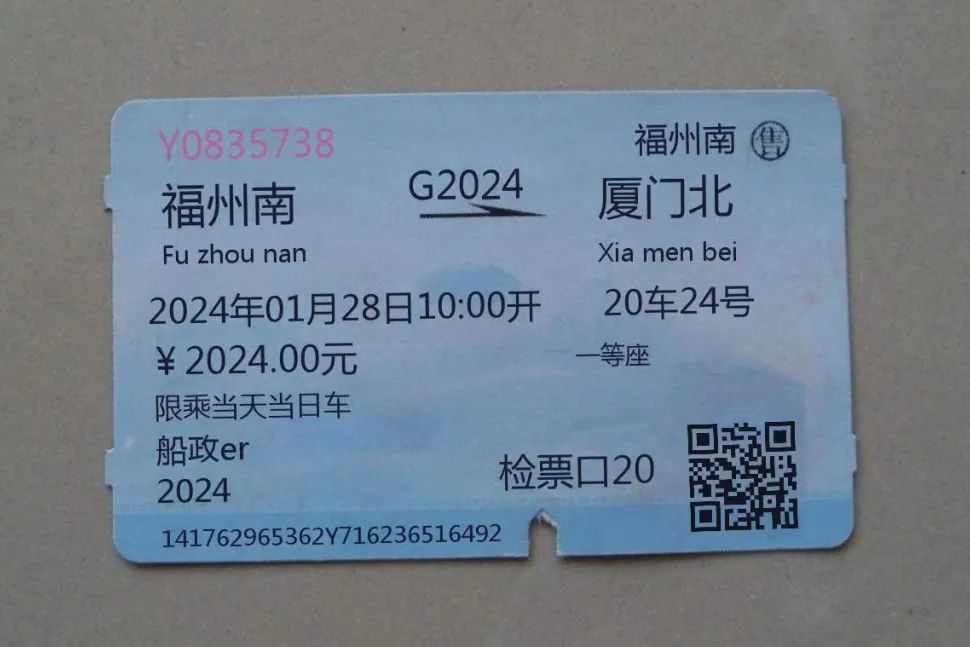 Y0835738 福州南 售
福州南 G2024 厦门北
Fu zhou nan Xia men bei
2024年01月28日10:00开 20车24号
￥2024.00元 一等座
限乘当天当日车
船政er
2024 检票口20
141762965362Y716236516492